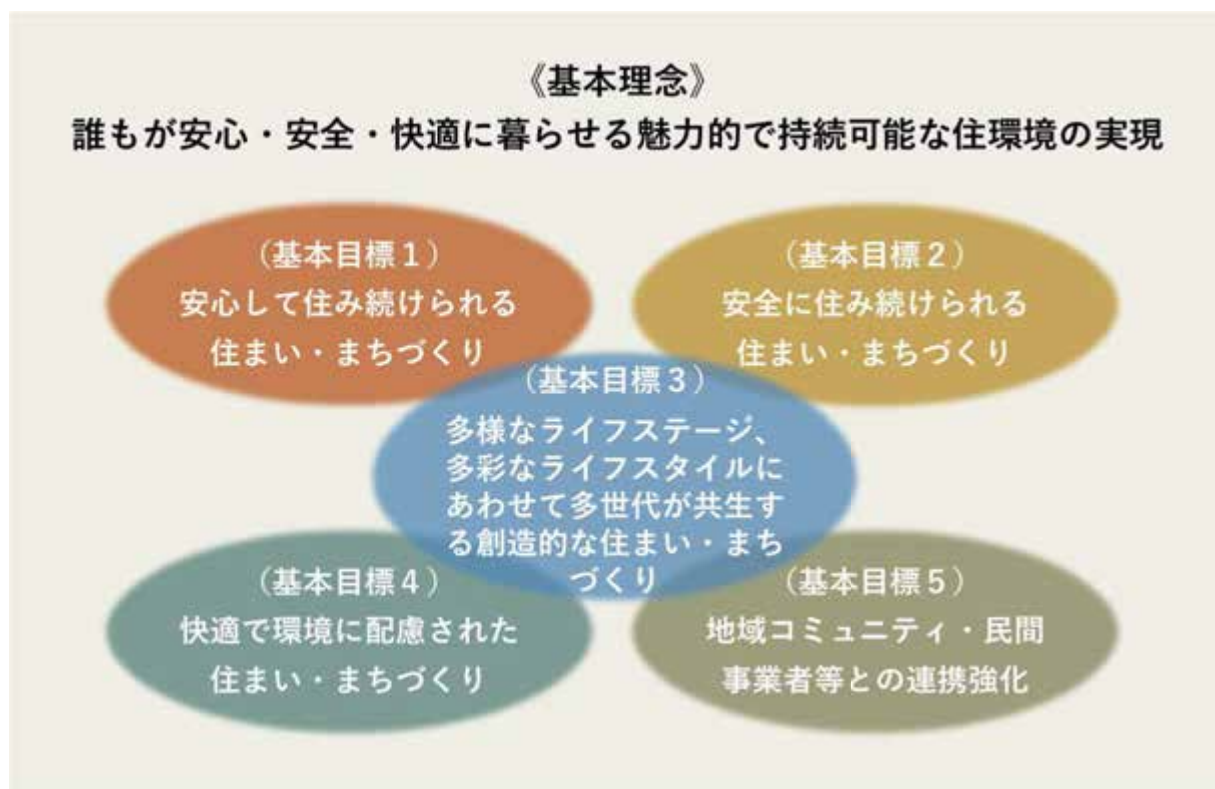 《基本理念》
誰もが安心・安全・快適に暮らせる魅力的で持続可能な住環境の実現
（基本目標１）
安心して住み続けられる
住まい・まちづくり
（基本目標２）
安全に住み続けられる
住まい・まちづくり
（基本目標３）
多様なライフステージ、
多彩なライフスタイルに
あわせて多世代が共生す
る創造的な住まい・まち
づくり
（基本目標４）
快適で環境に配慮された
住まい・まちづくり
（基本目標５）
地域コミュニティ・民間
事業者等との連携強化